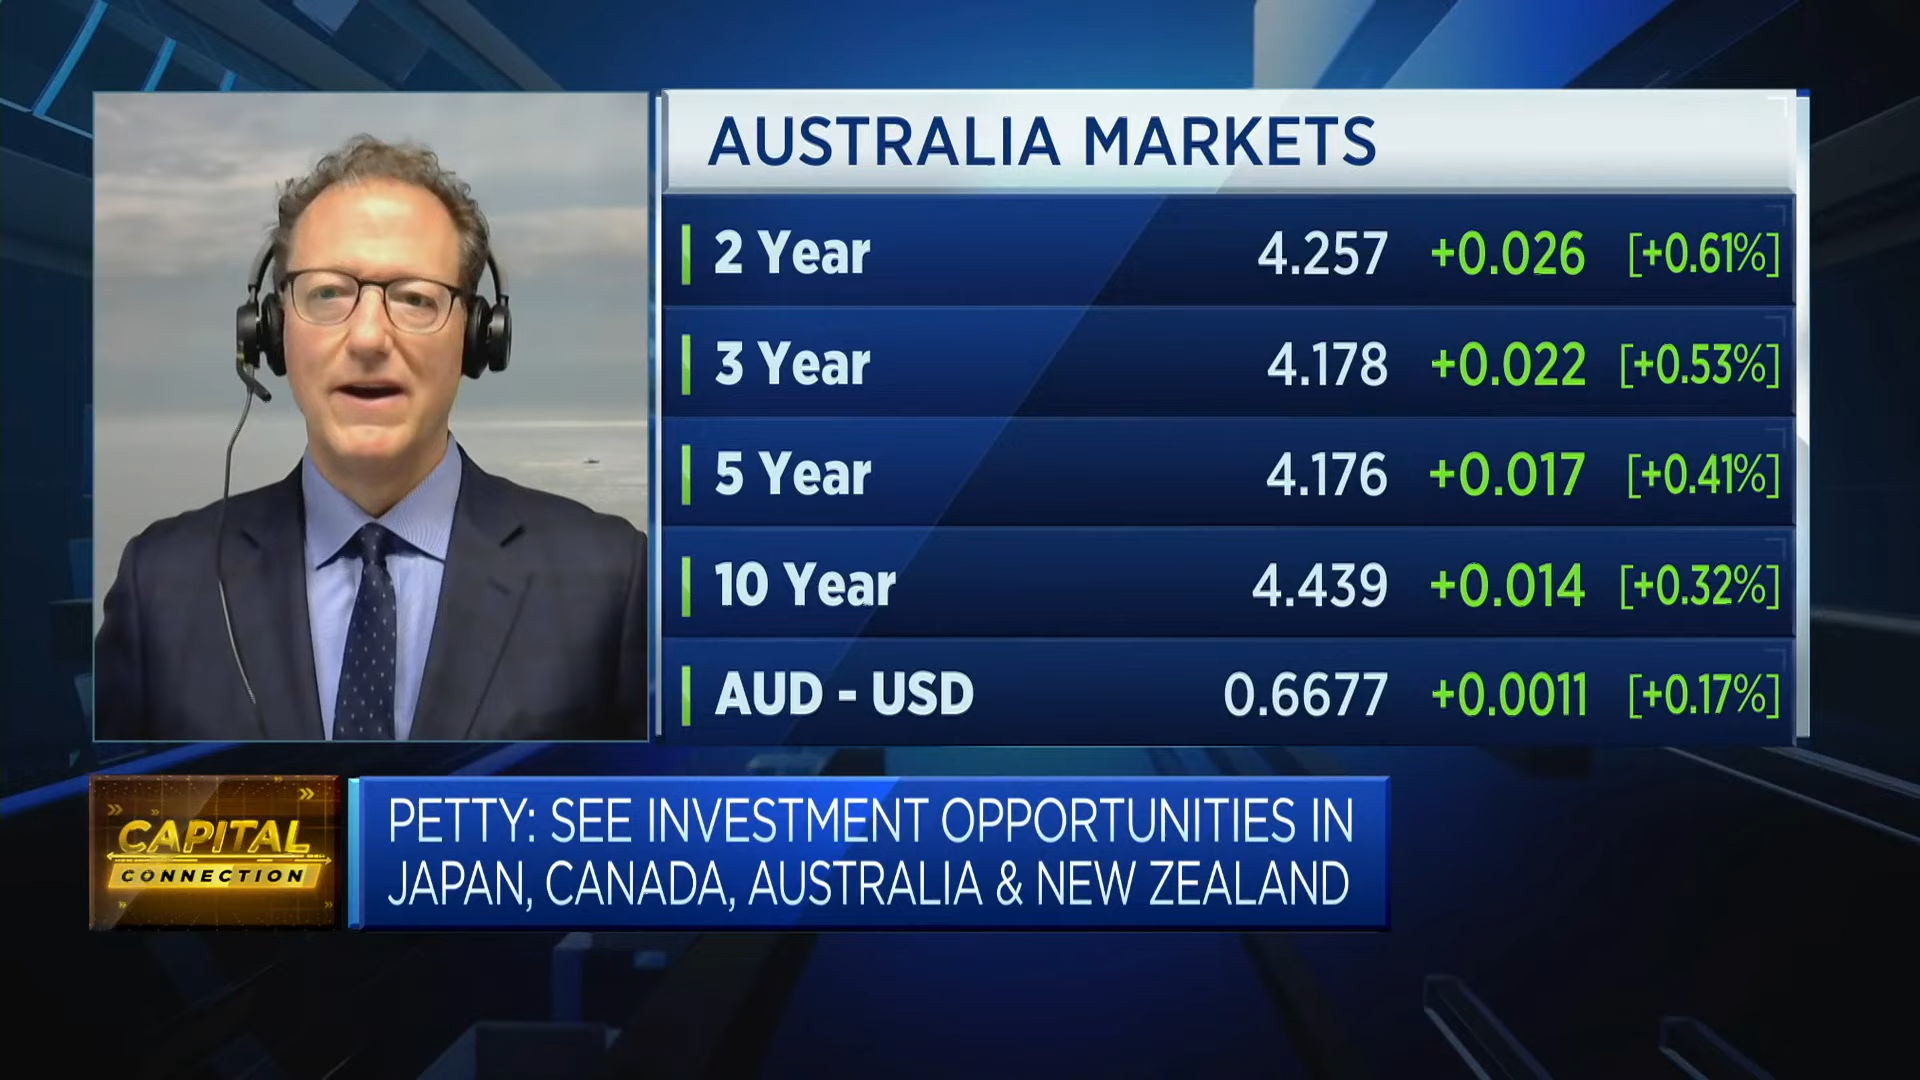 AUSTRALIA MARKETS
2 Year 4.257 +0.026 [+0.61%]
3 Year 4.178 +0.022 [+0.53%]
5 Year 4.176 +0.017 [+0.41%]
10 Year 4.439 +0.014 [+0.32%]
AUD - USD 0.6677 +0.0011 [+0.17%]
CAPITAL
CONNECTION
PETTY: SEE INVESTMENT OPPORTUNITIES IN
JAPAN, CANADA, AUSTRALIA & NEW ZEALAND